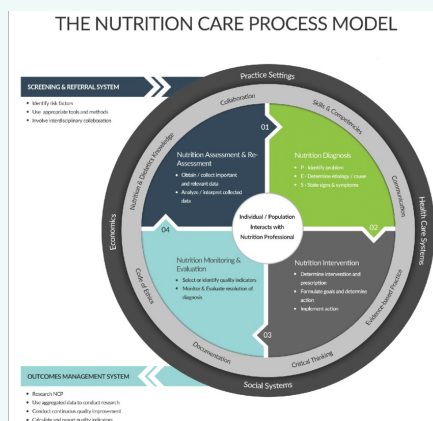 THE NUTRITION CARE PROCESS MODEL
SCREENING & REFERRAL SYSTEM
• Identify risk factors
• Use appropriate tools and methods
• Involve interdisciplinary collaboration
Practice Settings
Collaboration
Skills & Competencies
Nutrition & Dietetics Knowledge
01
Nutrition Assessment & Re-
Assessment
• Obtain / collect important
and relevant data
• Analyze / interpret collected
data
Nutrition Diagnosis
• P - Identify problem
• E - Determine etiology / cause
• S - State signs & symptoms
Communication
Economics
Health Care Systems
Individual / Population
Interacts with
Nutrition Professional
04
02
Nutrition Monitoring &
Evaluation
• Select or identify quality indicators
• Monitor & Evaluate resolution of
diagnosis
Nutrition Intervention
• Determine intervention and
prescription
• Formulate goals and determine
action
• Implement action
Code of Ethics
Evidence-based Practice
03
Documentation
Critical Thinking
Social Systems
OUTCOMES MANAGEMENT SYSTEM
• Research NCP
• Use aggregated data to conduct research
• Conduct continuous quality improvement
• Calculate and report quality indicators